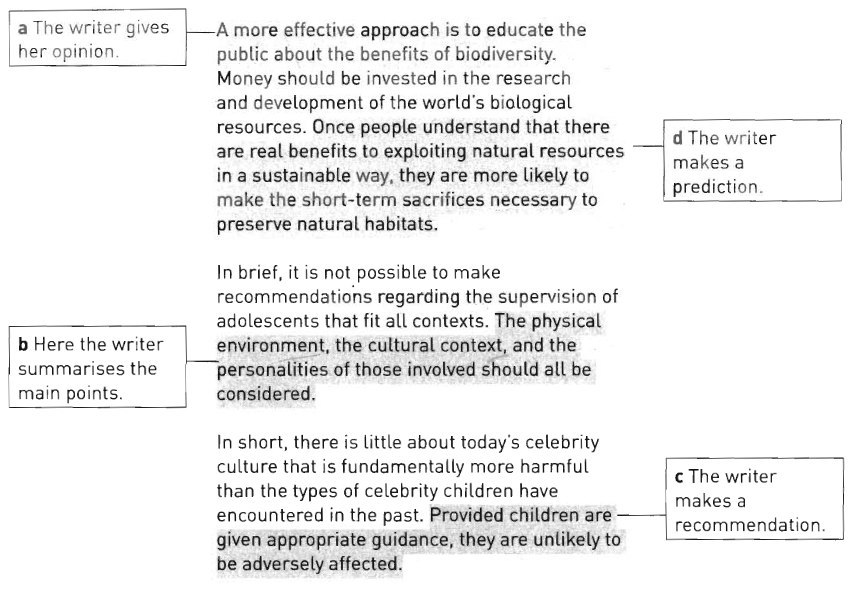 a The writer gives
her opinion.
A more effective approach is to educate the
public about the benefits of biodiversity.
Money should be invested in the research
and development of the world's biological
resources. Once people understand that there
are real benefits to exploiting natural resources
in a sustainable way, they are more likely to
make the short-term sacrifices necessary to
preserve natural habitats.
d The writer
makes a
prediction.
In brief, it is not possible to make
recommendations regarding the supervision of
adolescents that fit all contexts. The physical
environment, the cultural context, and the
personalities of those involved should all be
considered.
b Here the writer
summarises the
main points.
In short, there is little about today's celebrity
culture that is fundamentally more harmful
than the types of celebrity children have
encountered in the past. Provided children are
given appropriate guidance, they are unlikely to
be adversely affected.
c The writer
makes a
recommendation.